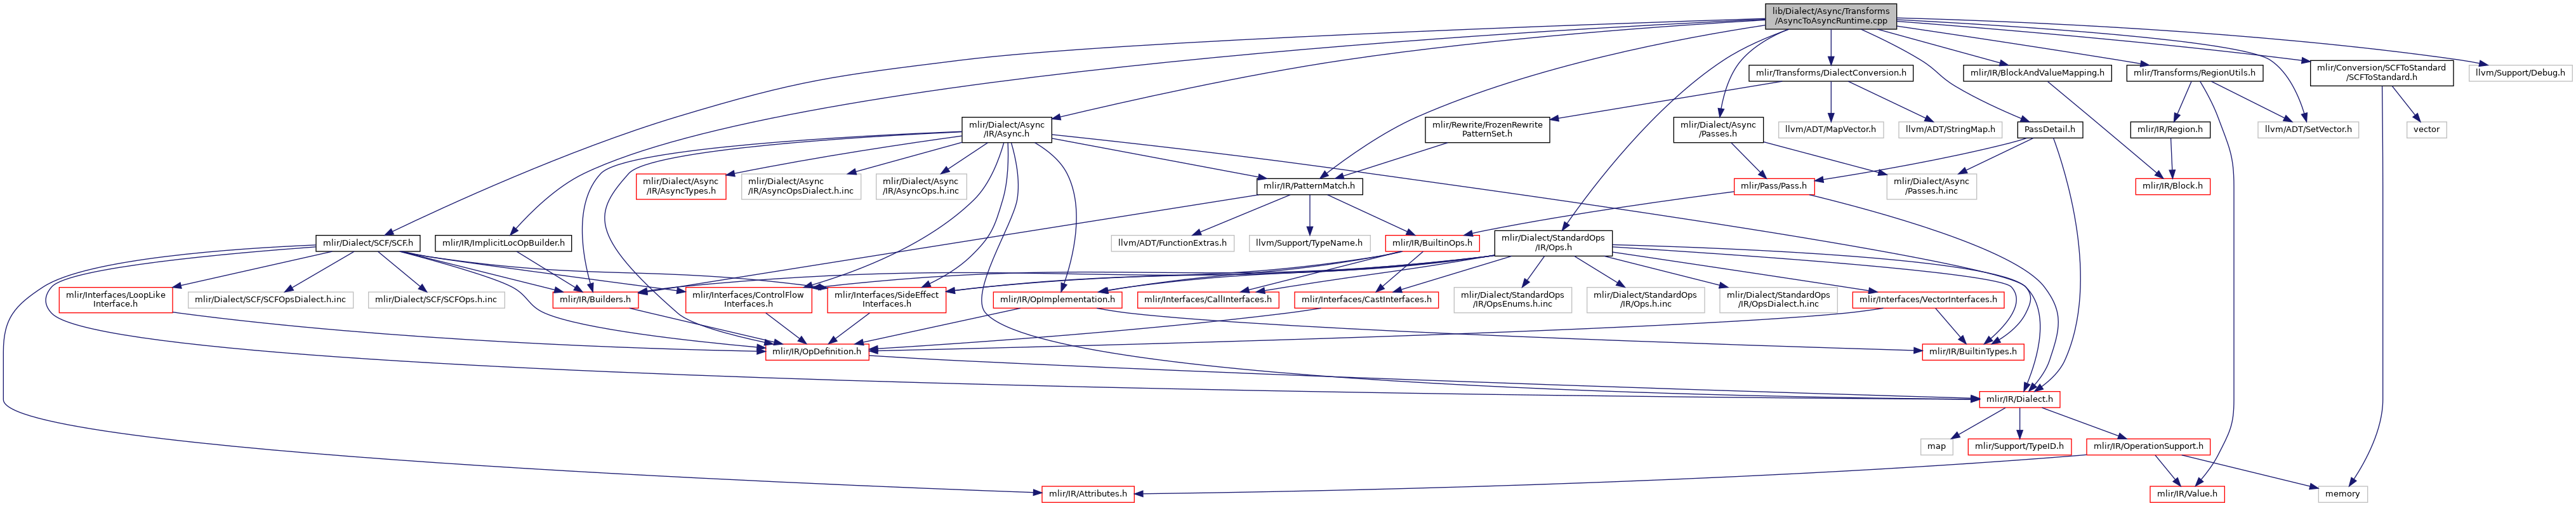 lib/Dialect/Async/Transforms
/AsyncToAsyncRuntime.cpp
mlir/Transforms/DialectConversion.h
mlir/IR/BlockAndValueMapping.h
mlir/Transforms/RegionUtils.h
mlir/Conversion/SCFToStandard
/SCFToStandard.h
llvm/Support/Debug.h
mlir/Dialect/Async
/IR/Async.h
mlir/Rewrite/FrozenRewrite
PatternSet.h
mlir/Dialect/Async
/Passes.h
llvm/ADT/MapVector.h
llvm/ADT/StringMap.h
PassDetail.h
mlir/IR/Region.h
llvm/ADT/SetVector.h
vector
mlir/Dialect/Async
/IR/AsyncTypes.h
mlir/Dialect/Async
/IR/AsyncOpsDialect.h.inc
mlir/Dialect/Async
/IR/AsyncOps.h.inc
mlir/IR/PatternMatch.h
mlir/Pass/Pass.h
mlir/Dialect/Async
/Passes.h.inc
mlir/IR/Block.h
mlir/Dialect/SCF/SCF.h
mlir/IR/ImplicitLocOpBuilder.h
llvm/ADT/FunctionExtras.h
llvm/Support/TypeName.h
mlir/IR/BuiltinOps.h
mlir/Dialect/StandardOps
/IR/Ops.h
mlir/Interfaces/LoopLike
Interface.h
mlir/Dialect/SCF/SCFOpsDialect.h.inc
mlir/Dialect/SCF/SCFOps.h.inc
mlir/IR/Builders.h
mlir/Interfaces/ControlFlow
Interfaces.h
mlir/Interfaces/SideEffect
Interfaces.h
mlir/IR/OpImplementation.h
mlir/Interfaces/CallInterfaces.h
mlir/Interfaces/CastInterfaces.h
mlir/Dialect/StandardOps
/IR/OpsEnums.h.inc
mlir/Dialect/StandardOps
/IR/Ops.h.inc
mlir/Dialect/StandardOps
/IR/OpsDialect.h.inc
mlir/Interfaces/VectorInterfaces.h
mlir/IR/OpDefinition.h
mlir/IR/BuiltinTypes.h
mlir/IR/Dialect.h
map
mlir/Support/TypeID.h
mlir/IR/OperationSupport.h
mlir/IR/Attributes.h
mlir/IR/Value.h
memory